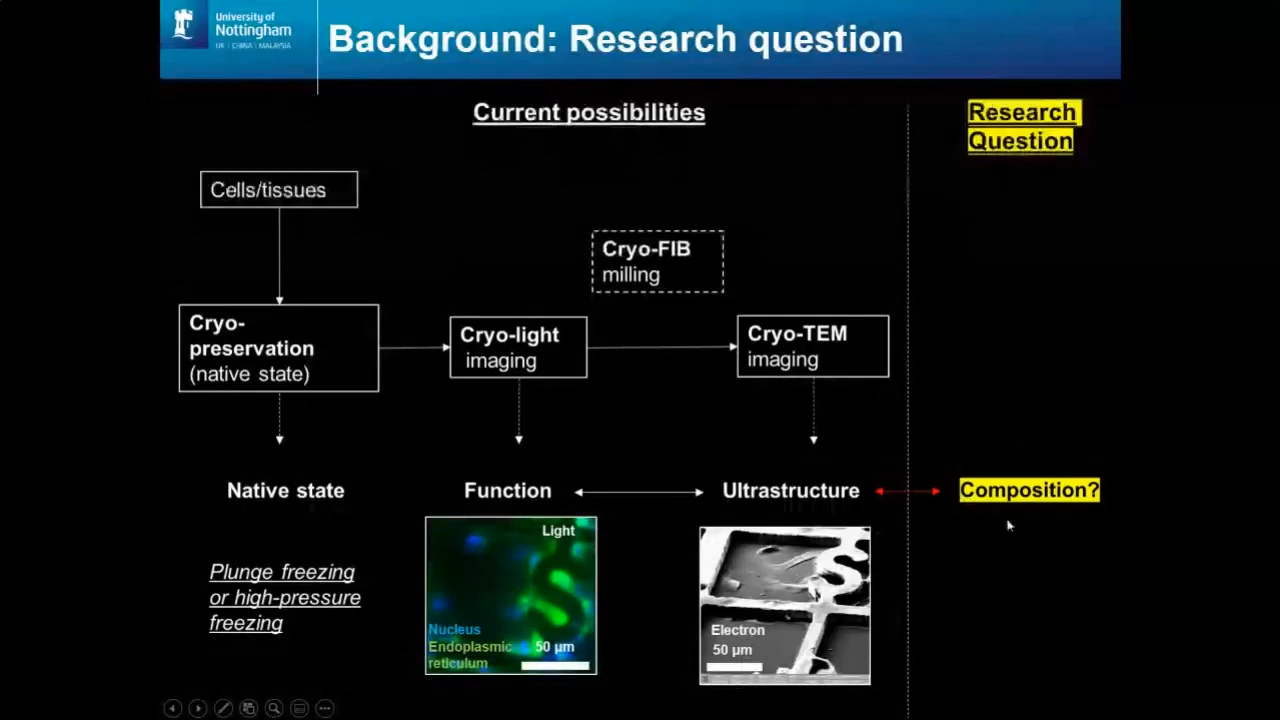 University of
Nottingham
UK | CHINA | MALAYSIA
Background: Research question
Current possibilities
Research
Question
Cells/tissues
Cryo-FIB
milling
Cryo-
preservation
(native state)
Cryo-light
imaging
Cryo-TEM
imaging
Native state
Function
Ultrastructure
Composition?
Plunge freezing
or high-pressure
freezing
Light
Nucleus
Endoplasmic
reticulum
50 µm
S
Electron
50 µm
S